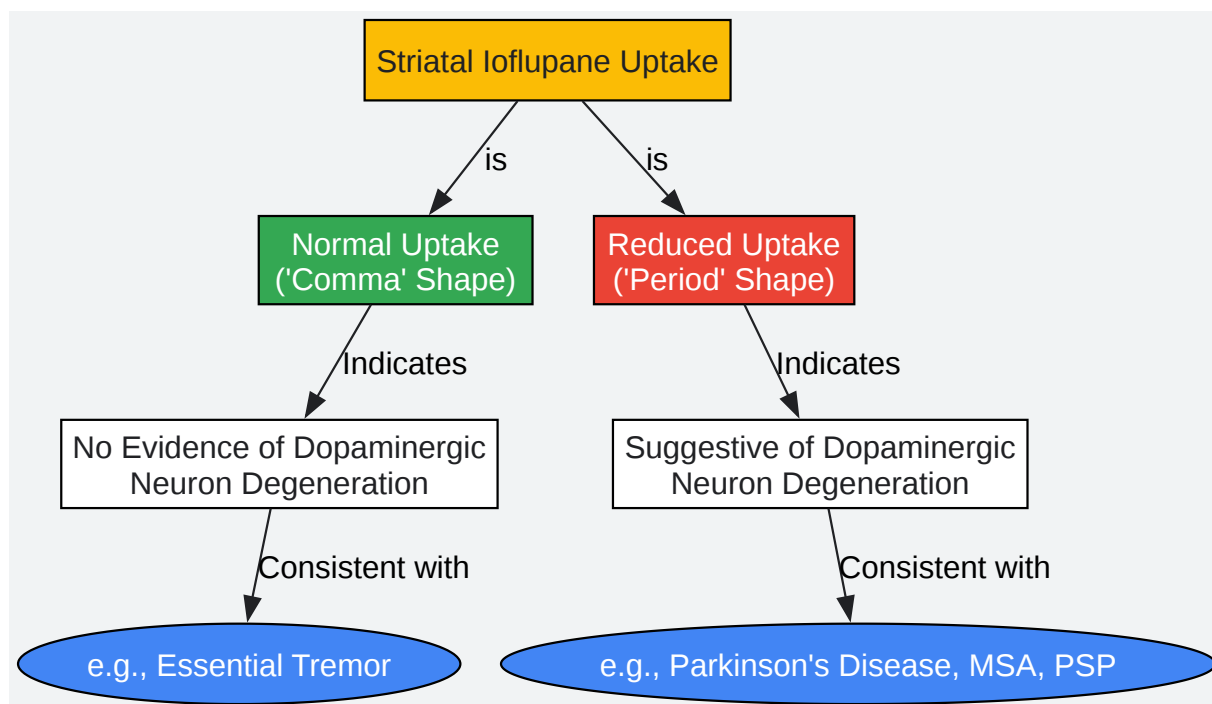 Striatal Ioflupane Uptake
is
is
Normal Uptake
('Comma' Shape)
Reduced Uptake
('Period' Shape)
Indicates
Indicates
No Evidence of Dopaminergic
Neuron Degeneration
Suggestive of Dopaminergic
Neuron Degeneration
Consistent with
Consistent with
e.g., Essential Tremor
e.g., Parkinson's Disease, MSA, PSP